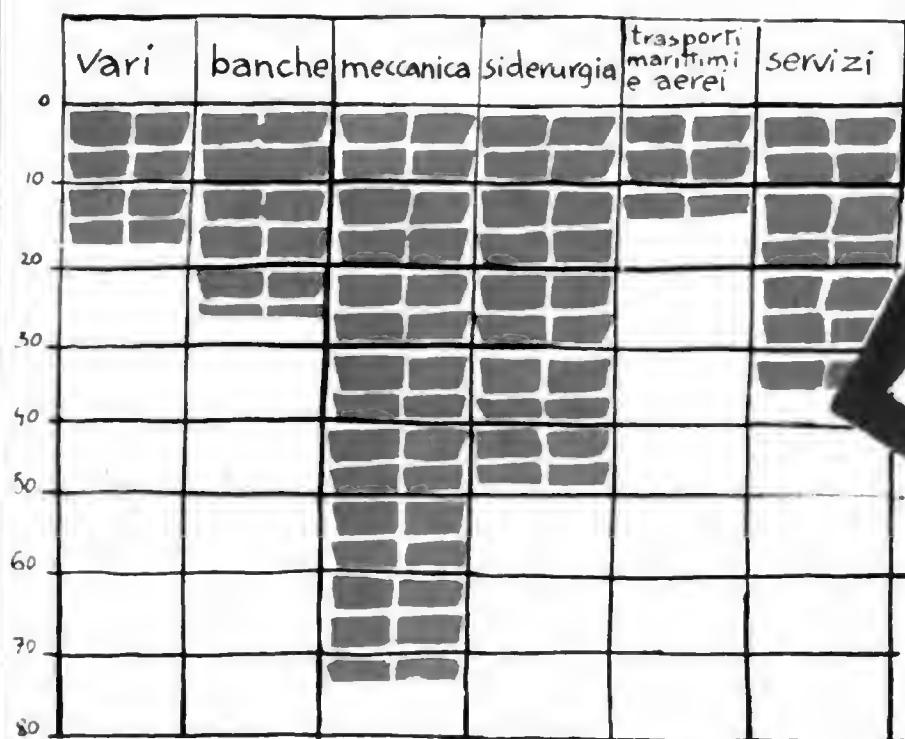 Vari
banche
meccanica
siderurgia
trasporti
marittimi
e aerei
servizi
0
10
20
30
40
50
60
70
80